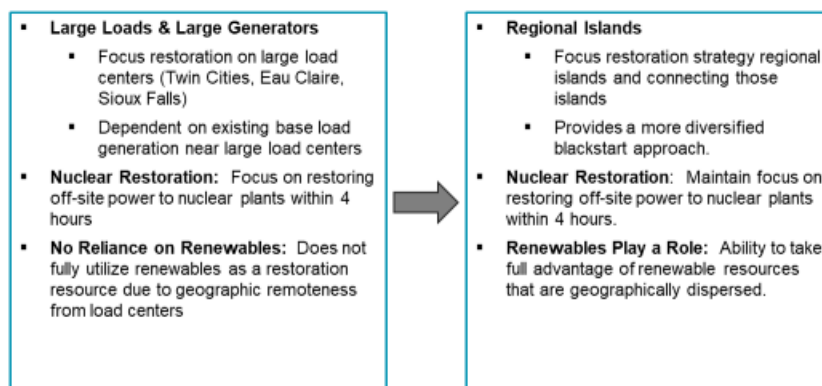 ▪ Large Loads & Large Generators
▪ Focus restoration on large load
centers (Twin Cities, Eau Claire,
Sioux Falls)
▪ Dependent on existing base load
generation near large load centers
▪ Nuclear Restoration: Focus on restoring
off-site power to nuclear plants within 4
hours
▪ No Reliance on Renewables: Does not
fully utilize renewables as a restoration
resource due to geographic remoteness
from load centers
▪ Regional Islands
▪ Focus restoration strategy regional
islands and connecting those
islands
▪ Provides a more diversified
blackstart approach.
▪ Nuclear Restoration: Maintain focus on
restoring off-site power to nuclear plants
within 4 hours.
▪ Renewables Play a Role: Ability to take
full advantage of renewable resources
that are geographically dispersed.